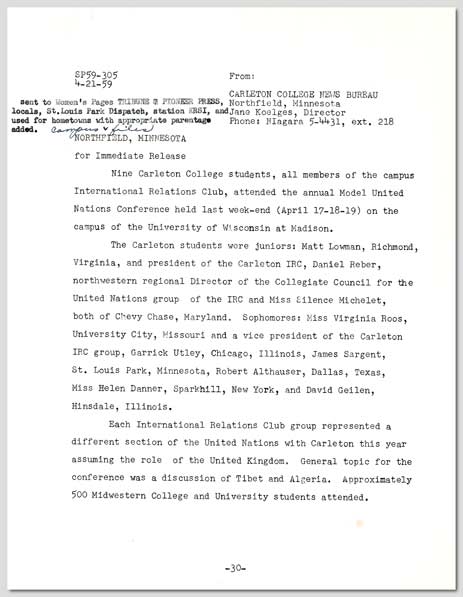 SP59-305
4-21-59
From:
CARLETON COLLEGE NEWS BUREAU
Northfield, Minnesota
Jane Koelges, Director
Phone: NIagara 5-4431, ext. 218
sent to Women's Pages TRIBUNE & PIONEER PRESS,
locals, St.Louis Park Dispatch, station WRSI, and
used for hometowns with appropriate parentage
added. campus & files
NORTHFIELD, MINNESOTA
for Immediate Release
Nine Carleton College students, all members of the campus
International Relations Club, attended the annual Model United
Nations Conference held last week-end (April 17-18-19) on the
campus of the University of Wisconsin at Madison.
The Carleton students were juniors: Matt Lowman, Richmond,
Virginia, and president of the Carleton IRC, Daniel Reber,
northwestern regional Director of the Collegiate Council for the
United Nations group of the IRC and Miss Eilence Michelet,
both of Chevy Chase, Maryland. Sophomores: Miss Virginia Roos,
University City, Missouri and a vice president of the Carleton
IRC group, Garrick Utley, Chicago, Illinois, James Sargent,
St. Louis Park, Minnesota, Robert Althauser, Dallas, Texas,
Miss Helen Danner, Sparkhill, New York, and David Geilen,
Hinsdale, Illinois.
Each International Relations Club group represented a
different section of the United Nations with Carleton this year
assuming the role of the United Kingdom. General topic for the
conference was a discussion of Tibet and Algeria. Approximately
500 Midwestern College and University students attended.
-30-